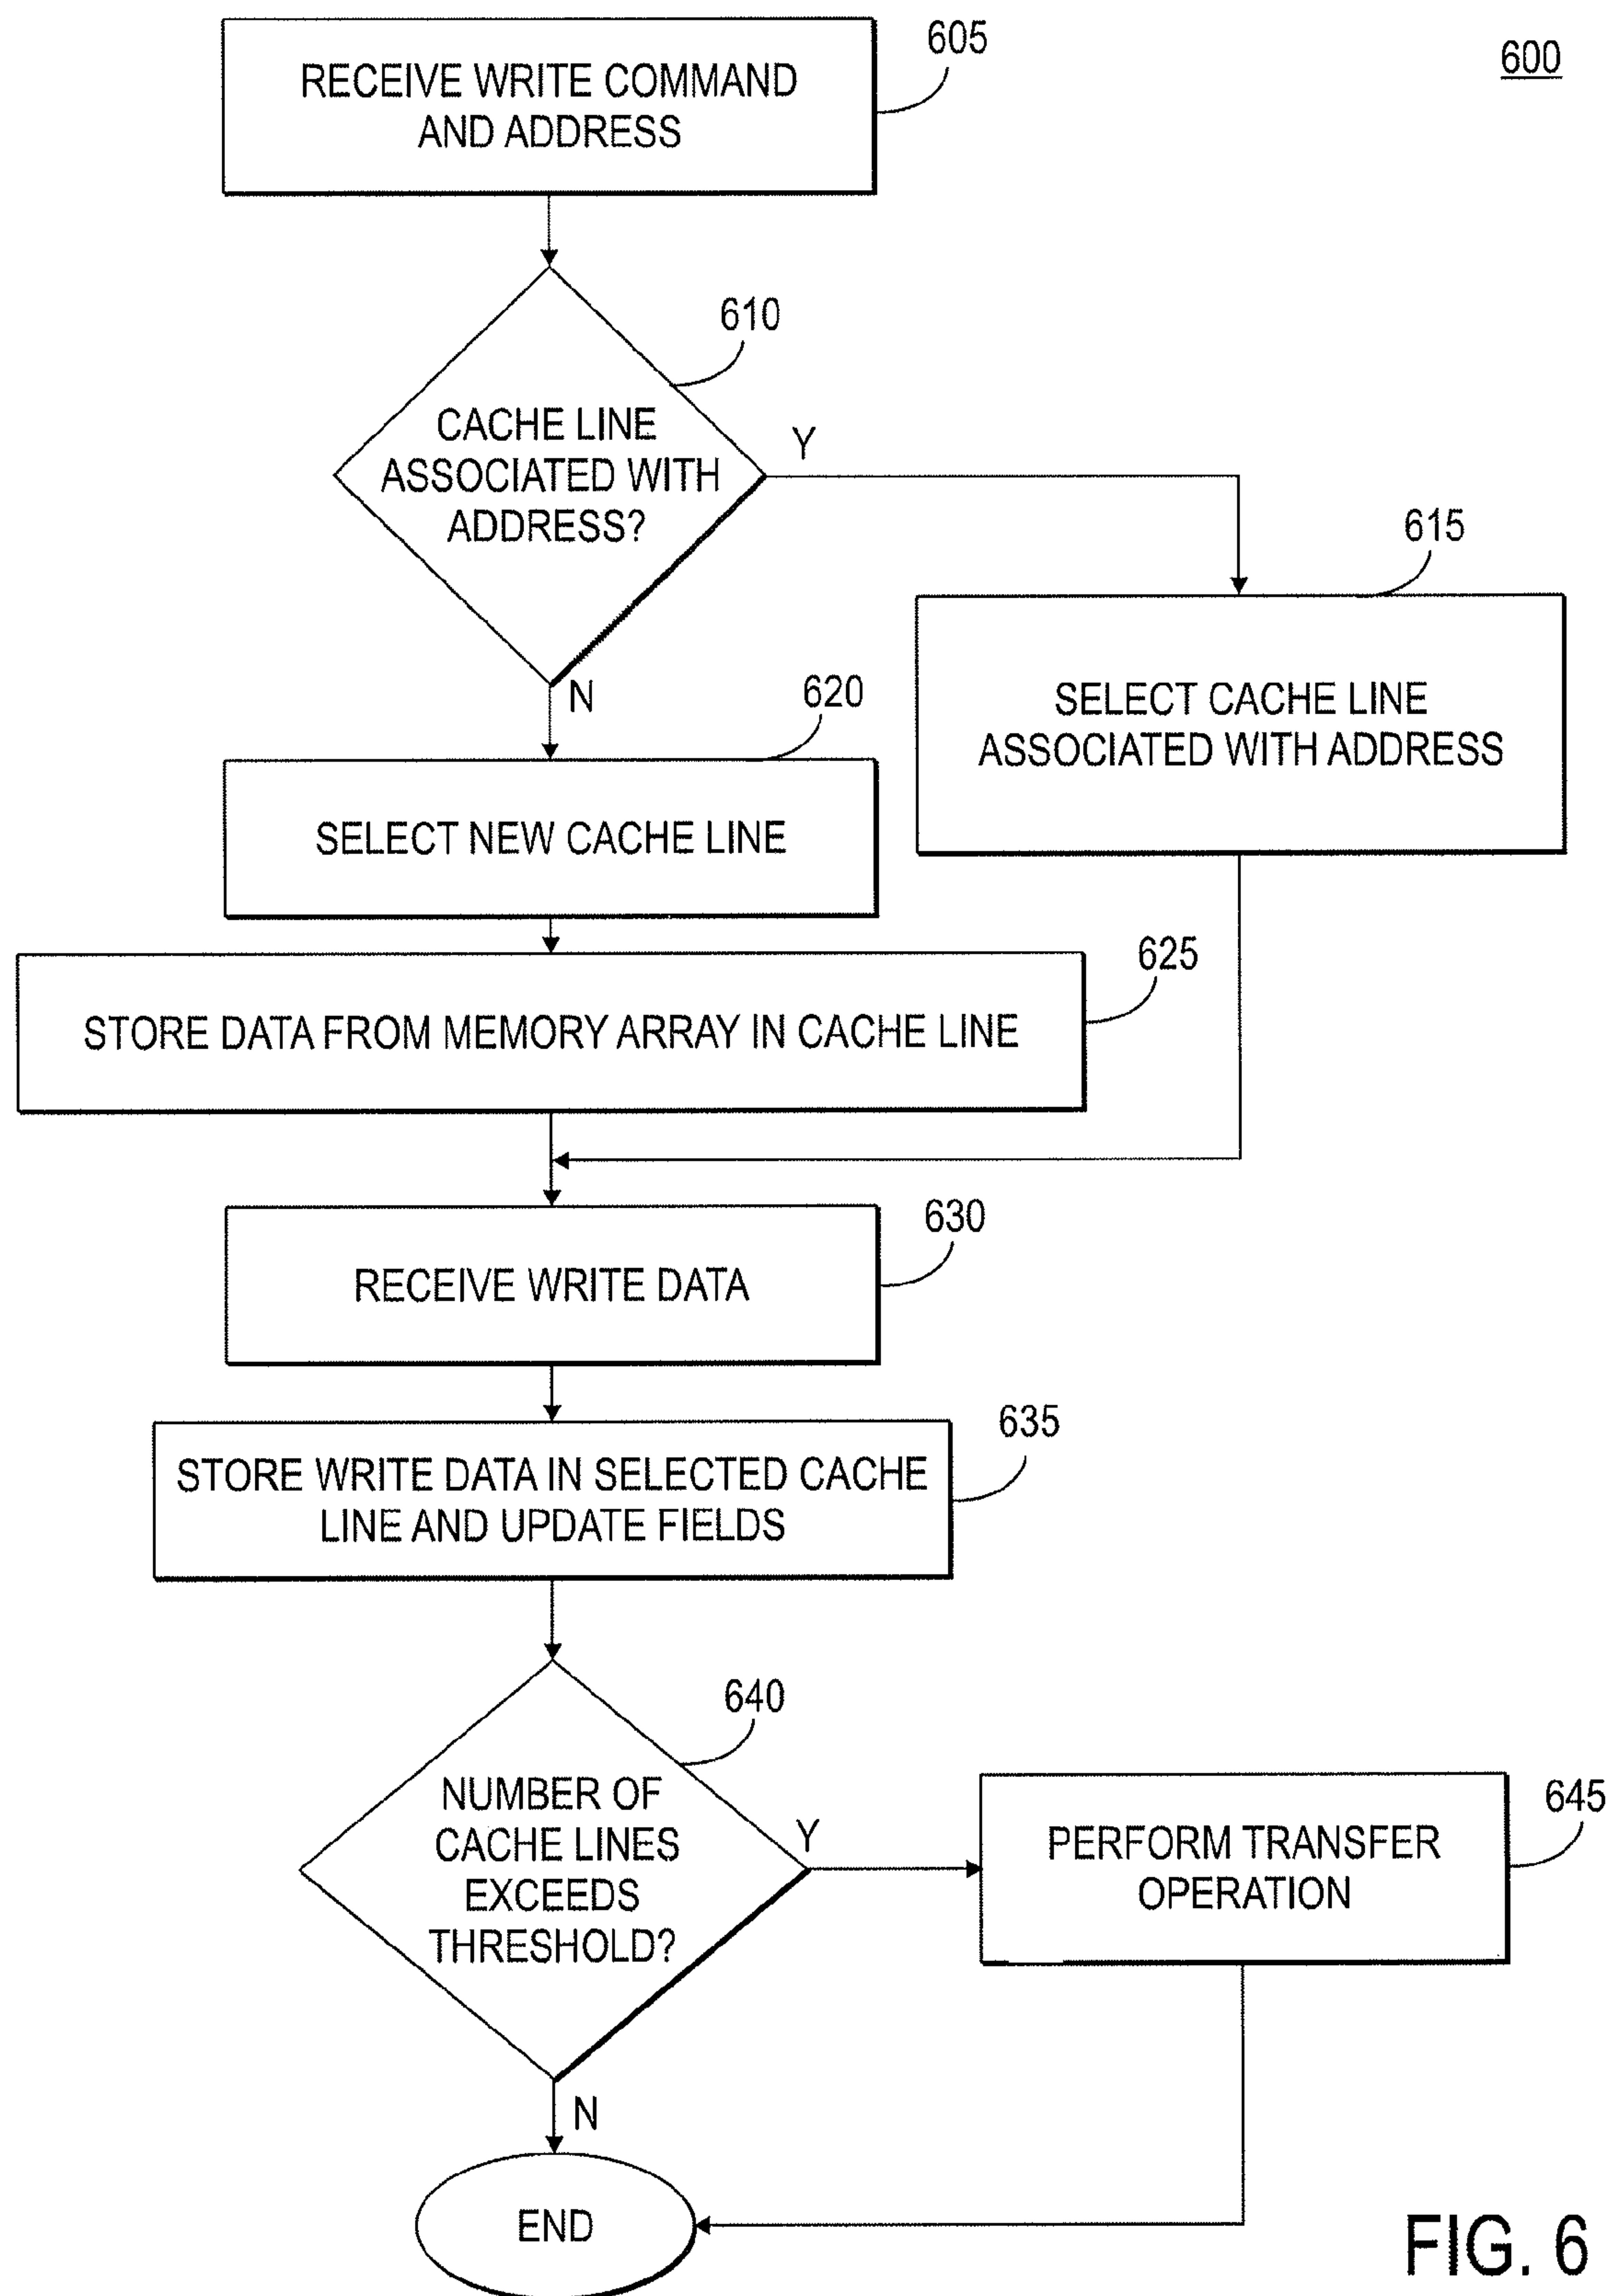 605
600
RECEIVE WRITE COMMAND
AND ADDRESS
610
CACHE LINE
ASSOCIATED WITH
ADDRESS?
Y
N
615
SELECT CACHE LINE
ASSOCIATED WITH ADDRESS
620
SELECT NEW CACHE LINE
625
STORE DATA FROM MEMORY ARRAY IN CACHE LINE
630
RECEIVE WRITE DATA
635
STORE WRITE DATA IN SELECTED CACHE
LINE AND UPDATE FIELDS
640
NUMBER OF
CACHE LINES
EXCEEDS
THRESHOLD?
Y
N
645
PERFORM TRANSFER
OPERATION
END
FIG. 6